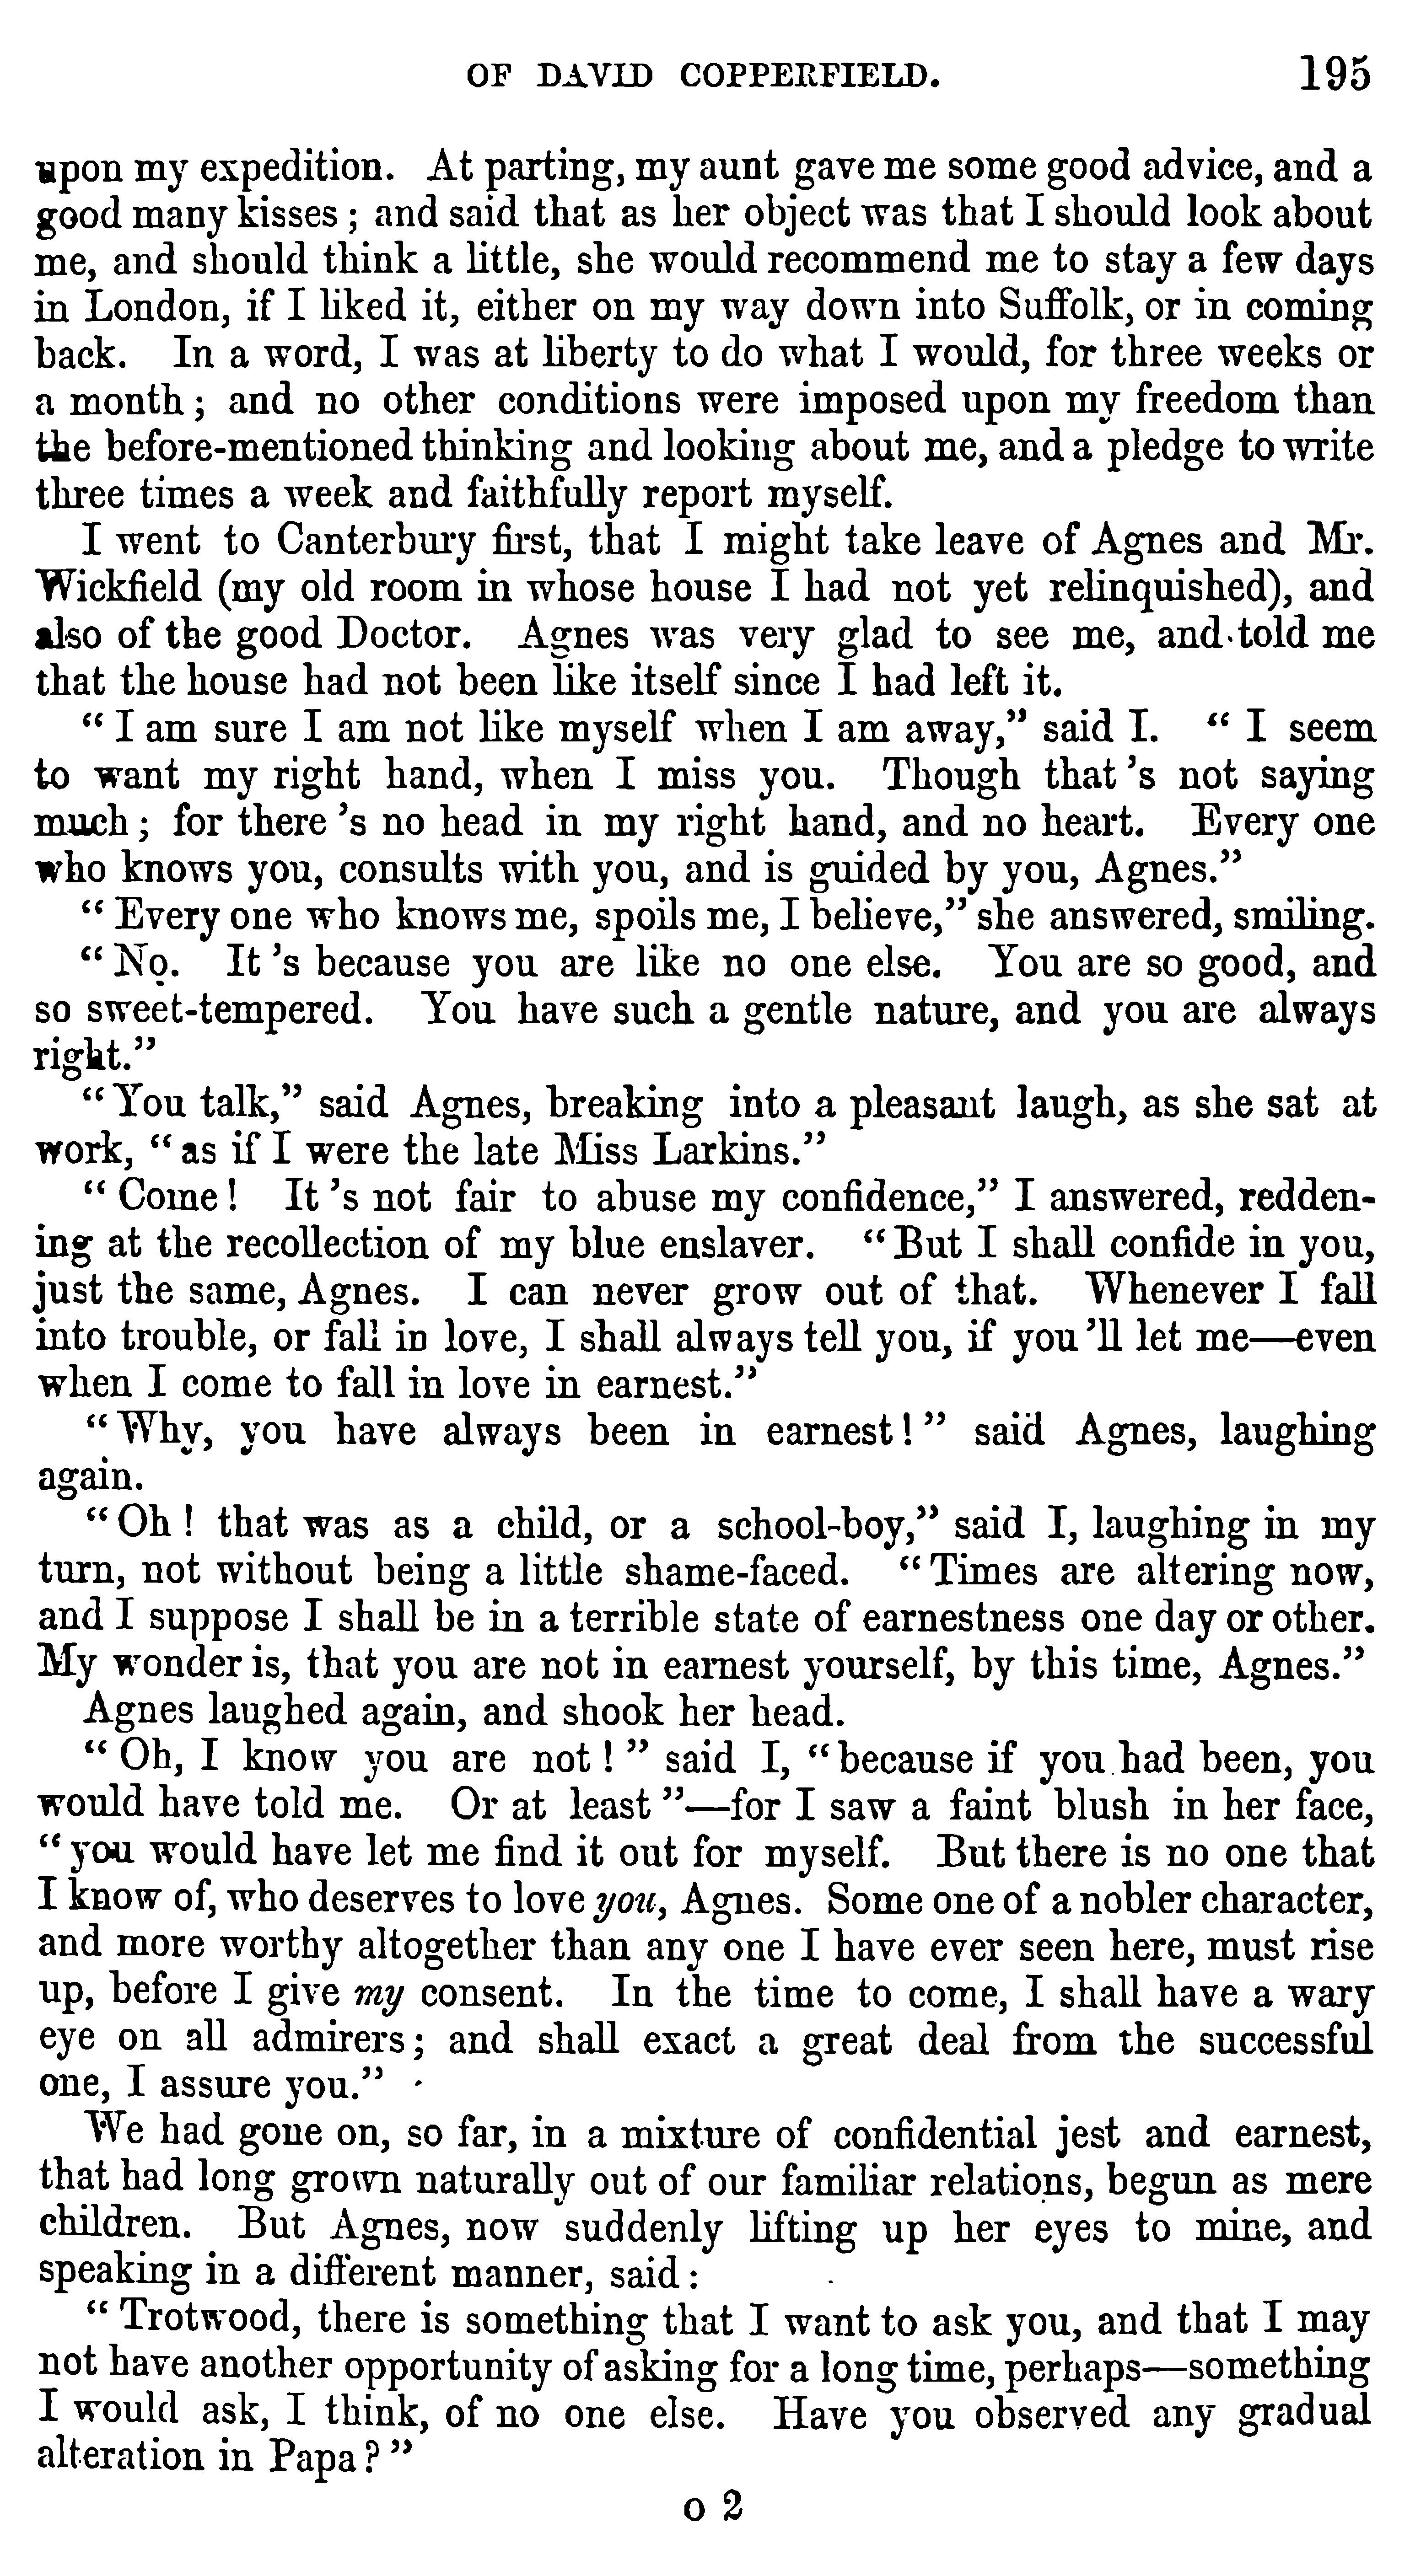 OF DAVID COPPERFIELD. 195
upon my expedition. At parting, my aunt gave me some good advice, and a
good many kisses; and said that as her object was that I should look about
me, and should think a little, she would recommend me to stay a few days
in London, if I liked it, either on my way down into Suffolk, or in coming
back. In a word, I was at liberty to do what I would, for three weeks or
a month; and no other conditions were imposed upon my freedom than
the before-mentioned thinking and looking about me, and a pledge to write
three times a week and faithfully report myself.
I went to Canterbury first, that I might take leave of Agnes and Mr.
Wickfield (my old room in whose house I had not yet relinquished), and
also of the good Doctor. Agnes was very glad to see me, and told me
that the house had not been like itself since I had left it.
"I am sure I am not like myself when I am away," said I. "I seem
to want my right hand, when I miss you. Though that's not saying
much; for there's no head in my right hand, and no heart. Every one
who knows you, consults with you, and is guided by you, Agnes."
"Every one who knows me, spoils me, I believe," she answered, smiling.
"No. It's because you are like no one else. You are so good, and
so sweet-tempered. You have such a gentle nature, and you are always
right."
"You talk," said Agnes, breaking into a pleasant laugh, as she sat at
work, "as if I were the late Miss Larkins."
"Come! It's not fair to abuse my confidence," I answered, redden-
ing at the recollection of my blue enslaver. "But I shall confide in you,
just the same, Agnes. I can never grow out of that. Whenever I fall
into trouble, or fall in love, I shall always tell you, if you'll let me—even
when I come to fall in love in earnest."
"Why, you have always been in earnest!" said Agnes, laughing
again.
"Oh! that was as a child, or a school-boy," said I, laughing in my
turn, not without being a little shame-faced. "Times are altering now,
and I suppose I shall be in a terrible state of earnestness one day or other.
My wonder is, that you are not in earnest yourself, by this time, Agnes."
Agnes laughed again, and shook her head.
"Oh, I know you are not!" said I, "because if you had been, you
would have told me. Or at least"—for I saw a faint blush in her face,
"you would have let me find it out for myself. But there is no one that
I know of, who deserves to love you, Agnes. Some one of a nobler character,
and more worthy altogether than any one I have ever seen here, must rise
up, before I give my consent. In the time to come, I shall have a wary
eye on all admirers; and shall exact a great deal from the successful
one, I assure you."
We had gone on, so far, in a mixture of confidential jest and earnest,
that had long grown naturally out of our familiar relations, begun as mere
children. But Agnes, now suddenly lifting up her eyes to mine, and
speaking in a different manner, said:
"Trotwood, there is something that I want to ask you, and that I may
not have another opportunity of asking for a long time, perhaps—something
I would ask, I think, of no one else. Have you observed any gradual
alteration in Papa?"
o 2